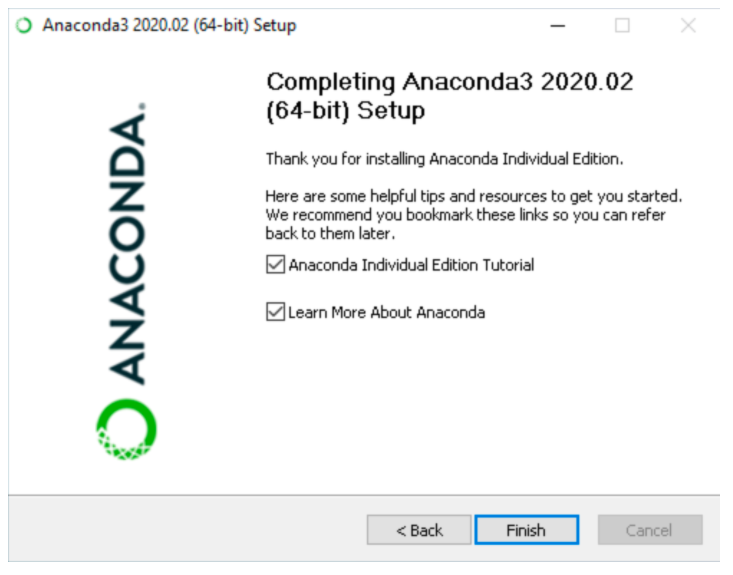 Anaconda3 2020.02 (64-bit) Setup
ANACONDA.
Completing Anaconda3 2020.02
(64-bit) Setup
Thank you for installing Anaconda Individual Edition.
Here are some helpful tips and resources to get you started.
We recommend you bookmark these links so you can refer
back to them later.
Anaconda Individual Edition Tutorial
Learn More About Anaconda
< Back
Finish
Cancel